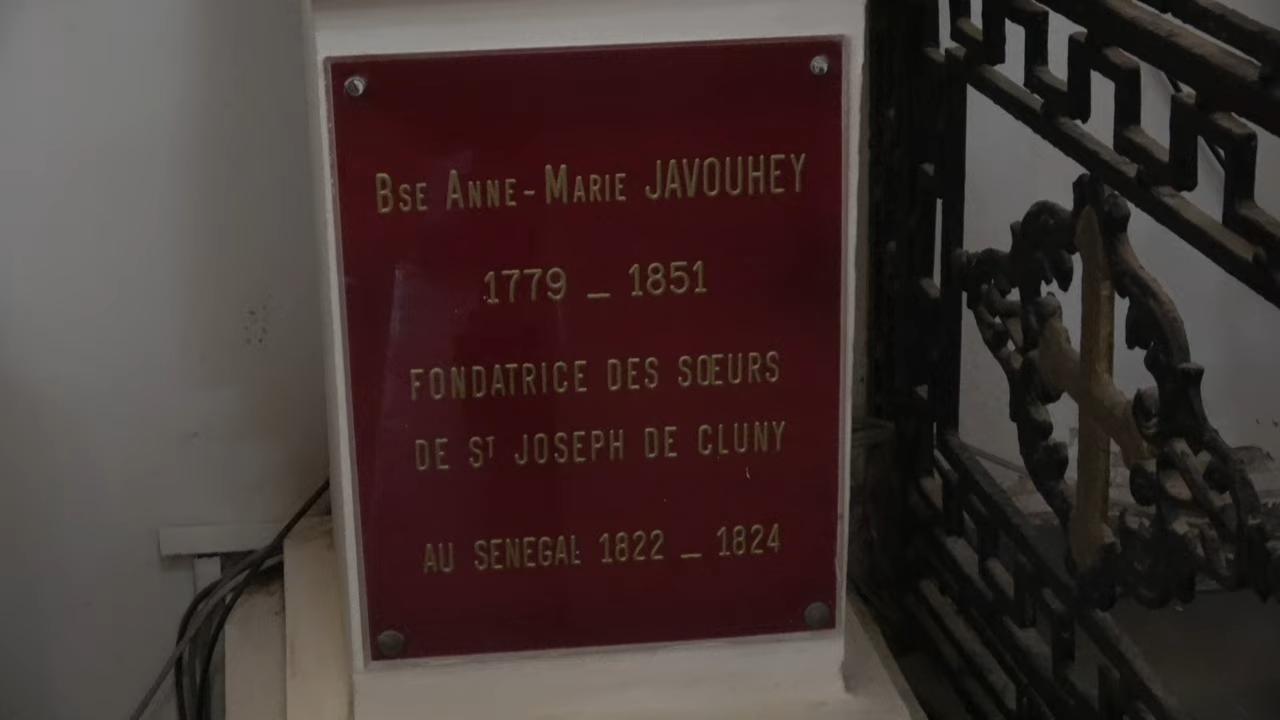 Bse Anne-Marie JAVOUHEY
1779 _ 1851
FONDATRICE DES SŒURS
DE ST JOSEPH DE CLUNY
AU SENEGAL 1822 _ 1824